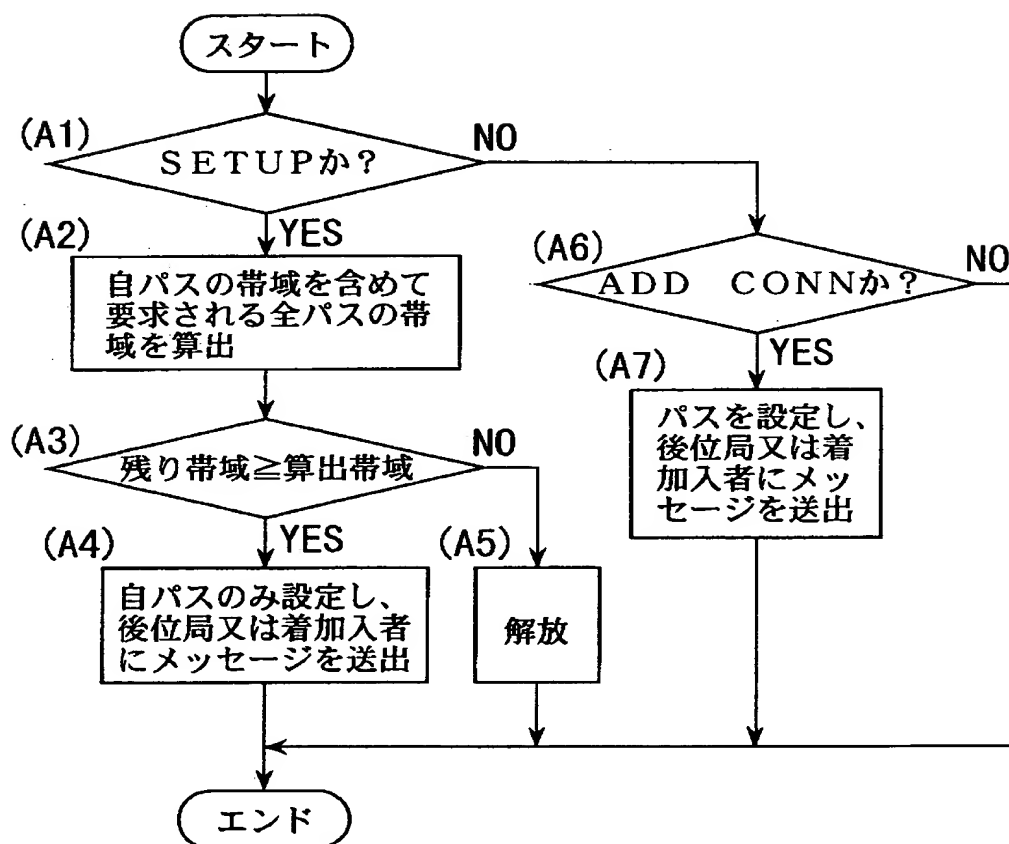 スタート
(A1)
SETUPか?
NO
YES
(A2)
自パスの帯域を含めて
要求される全パスの帯
域を算出
(A6)
ADD CONNか?
NO
YES
(A7)
パスを設定し、
後位局又は着
加入者にメッ
セージを送出
(A3)
残り帯域≧算出帯域
NO
YES
(A4)
自パスのみ設定し、
後位局又は着加入者
にメッセージを送出
(A5)
解放
エンド